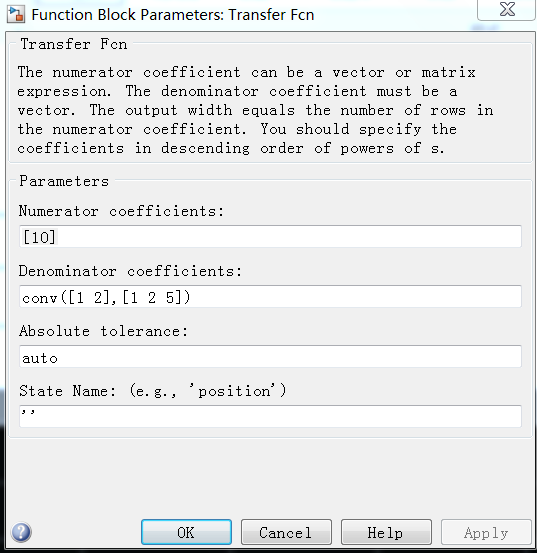 Function Block Parameters: Transfer Fcn
Transfer Fcn
The numerator coefficient can be a vector or matrix
expression. The denominator coefficient must be a
vector. The output width equals the number of rows in
the numerator coefficient. You should specify the
coefficients in descending order of powers of s.
Parameters
Numerator coefficients:
[10]
Denominator coefficients:
conv([1 2],[1 2 5])
Absolute tolerance:
auto
State Name: (e.g., 'position')
''
?
OK Cancel Help Apply